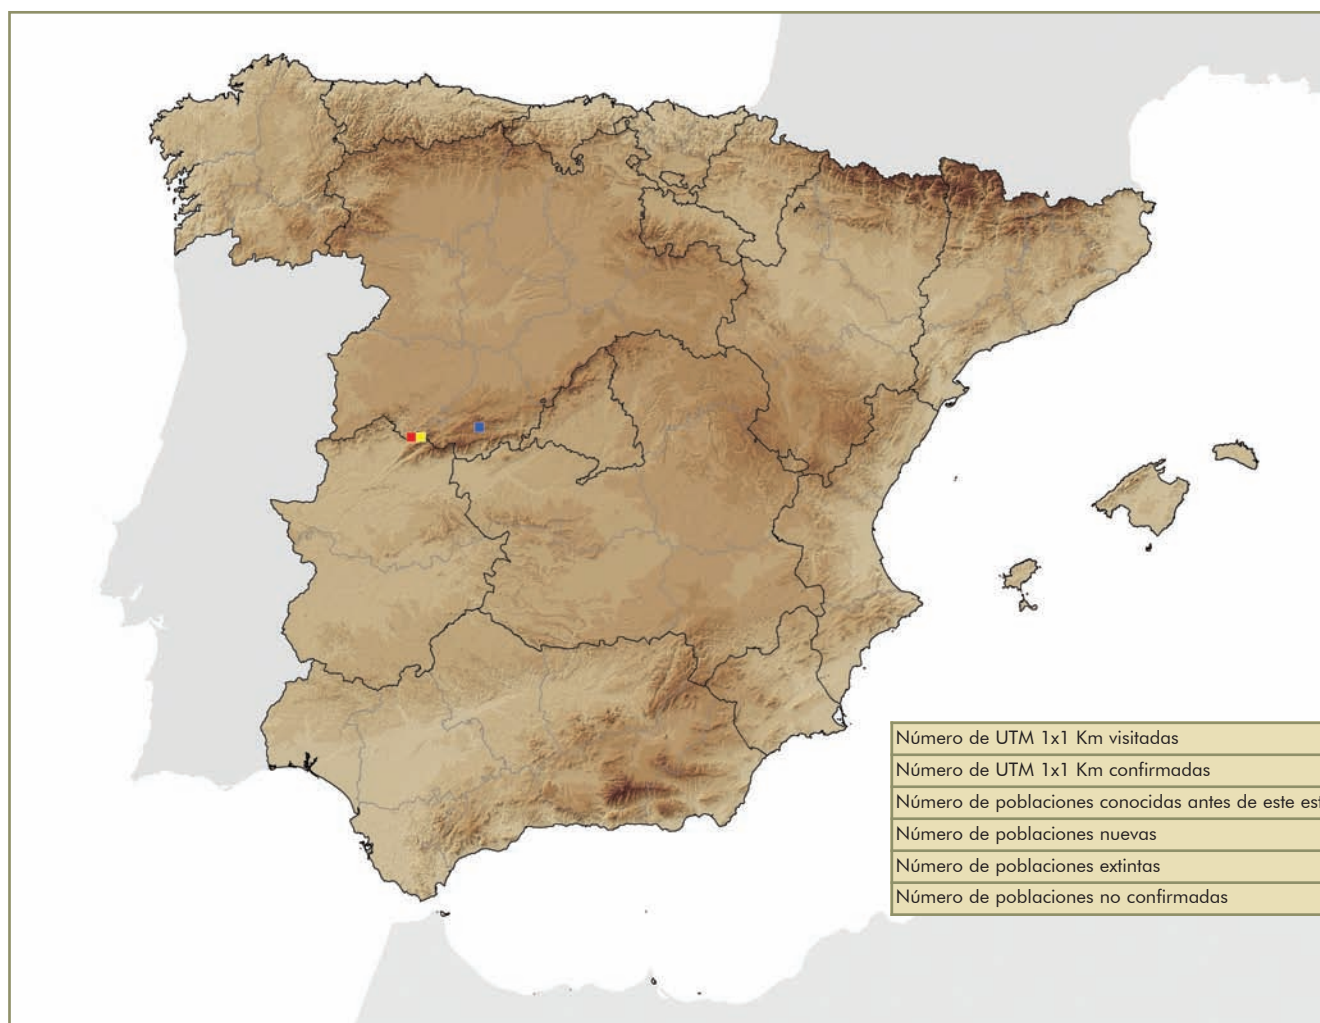 Número de UTM 1x1 Km visitadas
Número de UTM 1x1 Km confirmadas
Número de poblaciones conocidas antes de este est
Número de poblaciones nuevas
Número de poblaciones extintas
Número de poblaciones no confirmadas